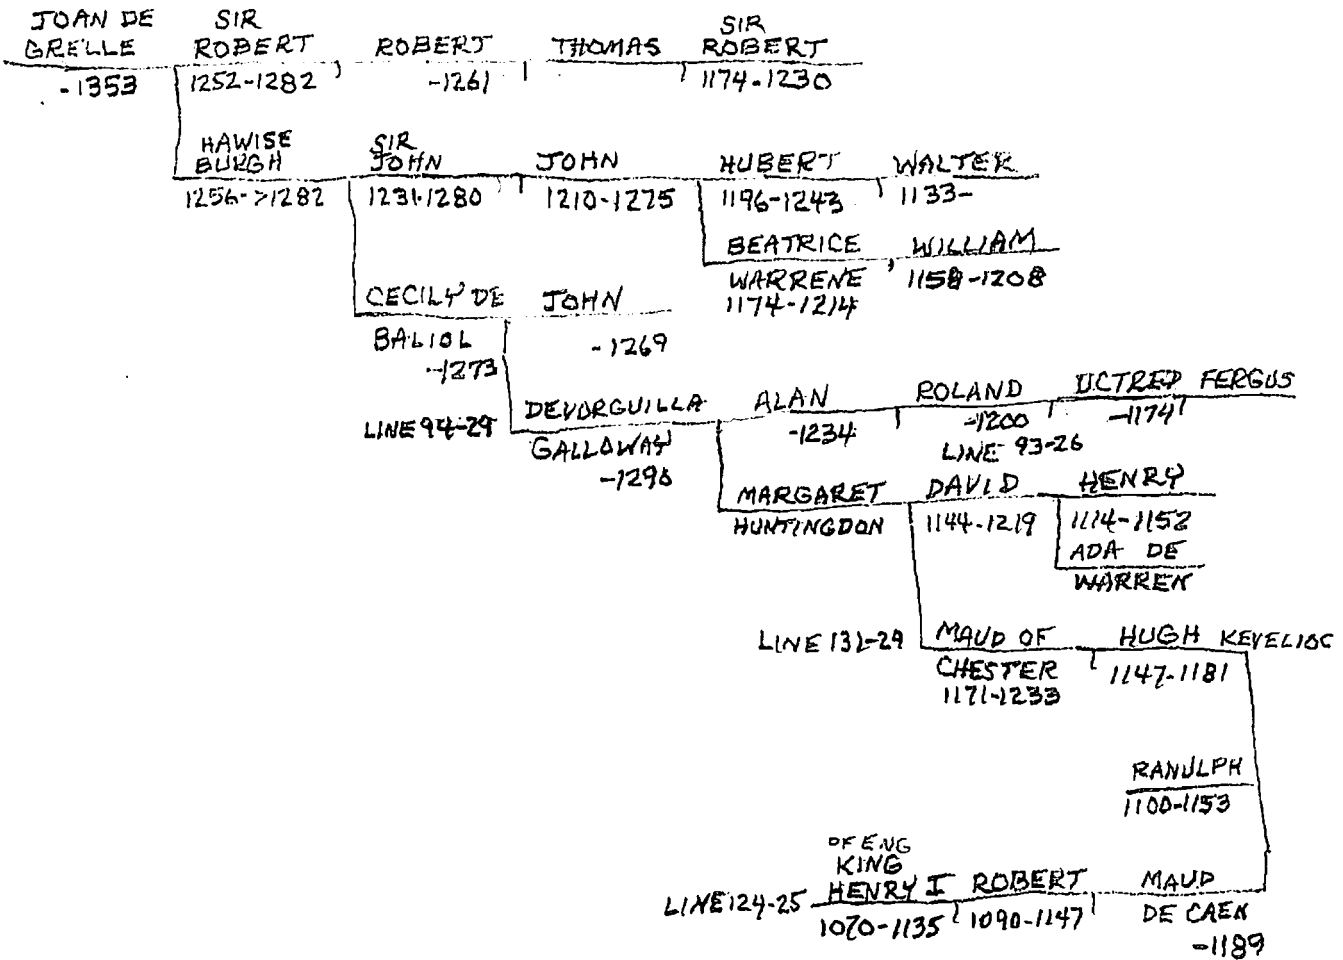 JOAN DE SIR SIR
GRELLE ROBERT ROBERT THOMAS ROBERT
-1353 1252-1282 -1261 1174-1230
HAWISE SIR
BURGH JOHN JOHN HUBERT WALTER
1256->1282 1231-1280 1210-1275 1196-1243 1133-
BEATRICE WILLIAM
WARRENE 1158-1208
1174-1214
CECILY DE JOHN
BALIOL -1269
-1273
LINE 94-29 DEVORGUILLA ALAN ROLAND UCTRED FERGUS
GALLOWAY -1234 -1200 -1174
-1290 LINE 93-26
MARGARET DAVID HENRY
HUNTINGDON 1144-1219 1114-1152
ADA DE
WARREN
LINE 131-29 MAUD OF HUGH KEVELIOC
CHESTER 1147-1181
1171-1233
RANULPH
1100-1153
OF ENG
KING
LINE 124-25 HENRY I ROBERT MAUD
1070-1135 1090-1147 DE CAEN
-1189